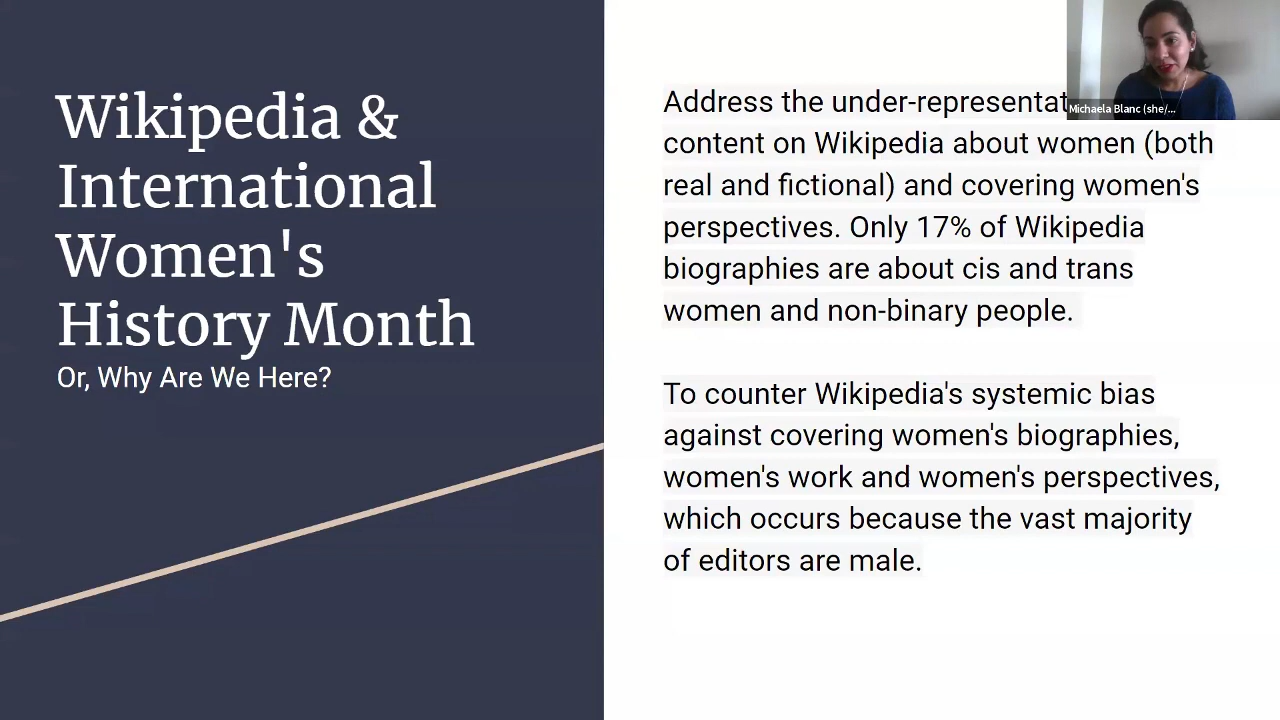 Wikipedia &
International
Women's
History Month
Or, Why Are We Here?
Address the under-representat
content on Wikipedia about women (both
real and fictional) and covering women's
perspectives. Only 17% of Wikipedia
biographies are about cis and trans
women and non-binary people.
To counter Wikipedia's systemic bias
against covering women's biographies,
women's work and women's perspectives,
which occurs because the vast majority
of editors are male.
Michaela Blanc (she/...